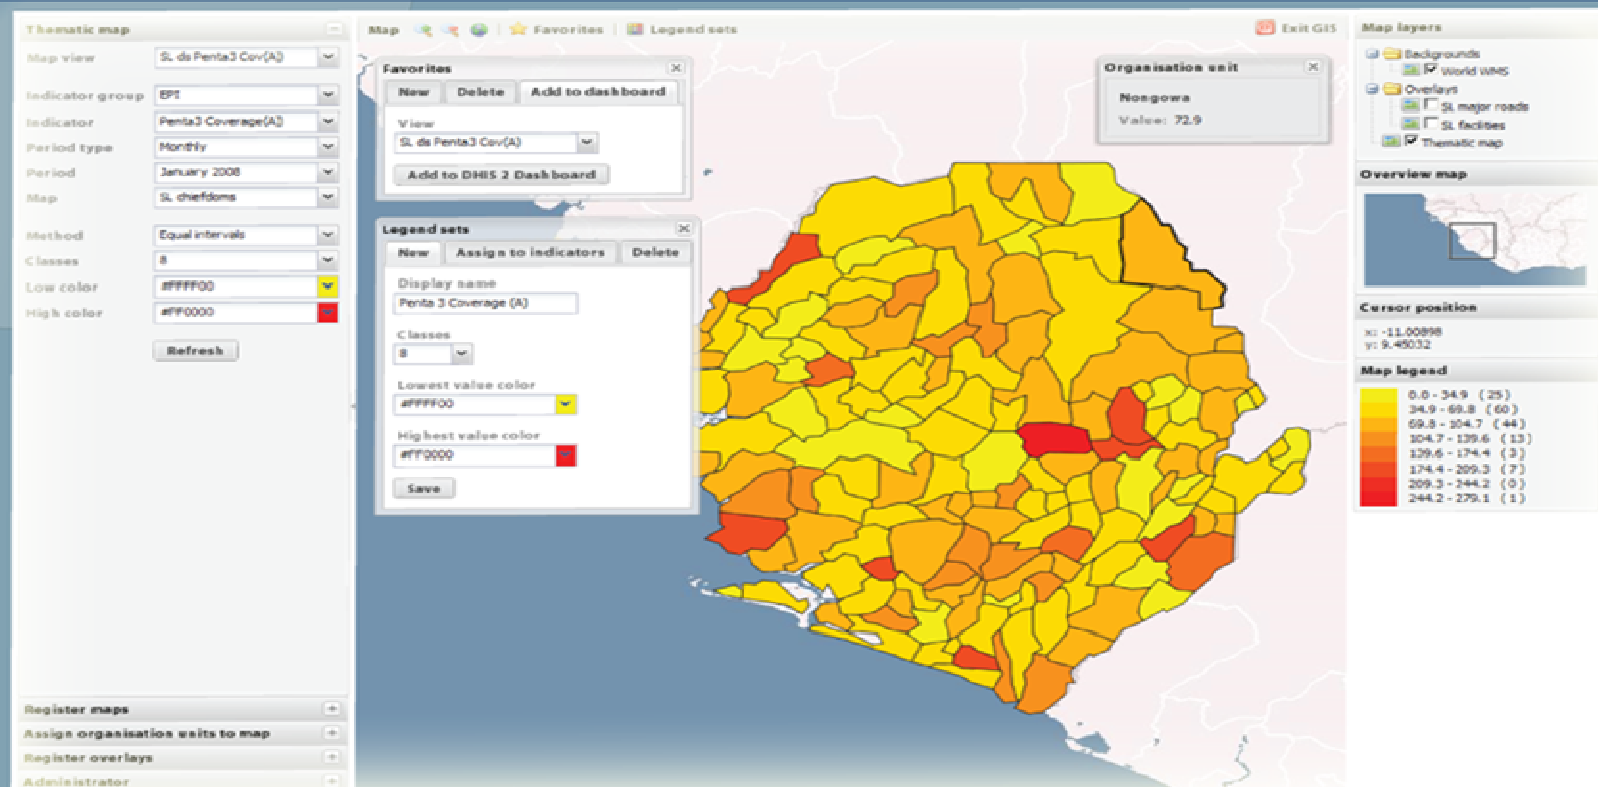 Thematic map
Map view SL ds Penta3 Cov(A)
Indicator group EPI
Indicator Penta3 Coverage(A)
Period type Monthly
Period January 2008
Map SL chiefdoms
Method Equal intervals
Classes 8
Low color #FFFF00
High color #FF0000
Refresh
Register maps
Assign organisation units to map
Register overlays
Administrator
Map Favorites Legend sets Exit GIS
Favorites
New Delete Add to dashboard
View
SL ds Penta3 Cov(A)
Add to DHIS 2 Dashboard
Legend sets
New Assign to indicators Delete
Display name
Penta 3 Coverage (A)
Classes
8
Lowest value color
#FFFF00
Highest value color
#FF0000
Save
Organisation unit
Nongowa
Value: 72.9
Map layers
Backgrounds
World WMS
Overlays
SL major roads
SL facilities
Thematic map
Overview map
Cursor position
x: -11.00898
y: 9.45032
Map legend
0.0 - 34.9 (25)
34.9 - 69.8 (60)
69.8 - 104.7 (44)
104.7 - 139.6 (13)
139.6 - 174.4 (3)
174.4 - 209.3 (7)
209.3 - 244.2 (0)
244.2 - 279.1 (1)